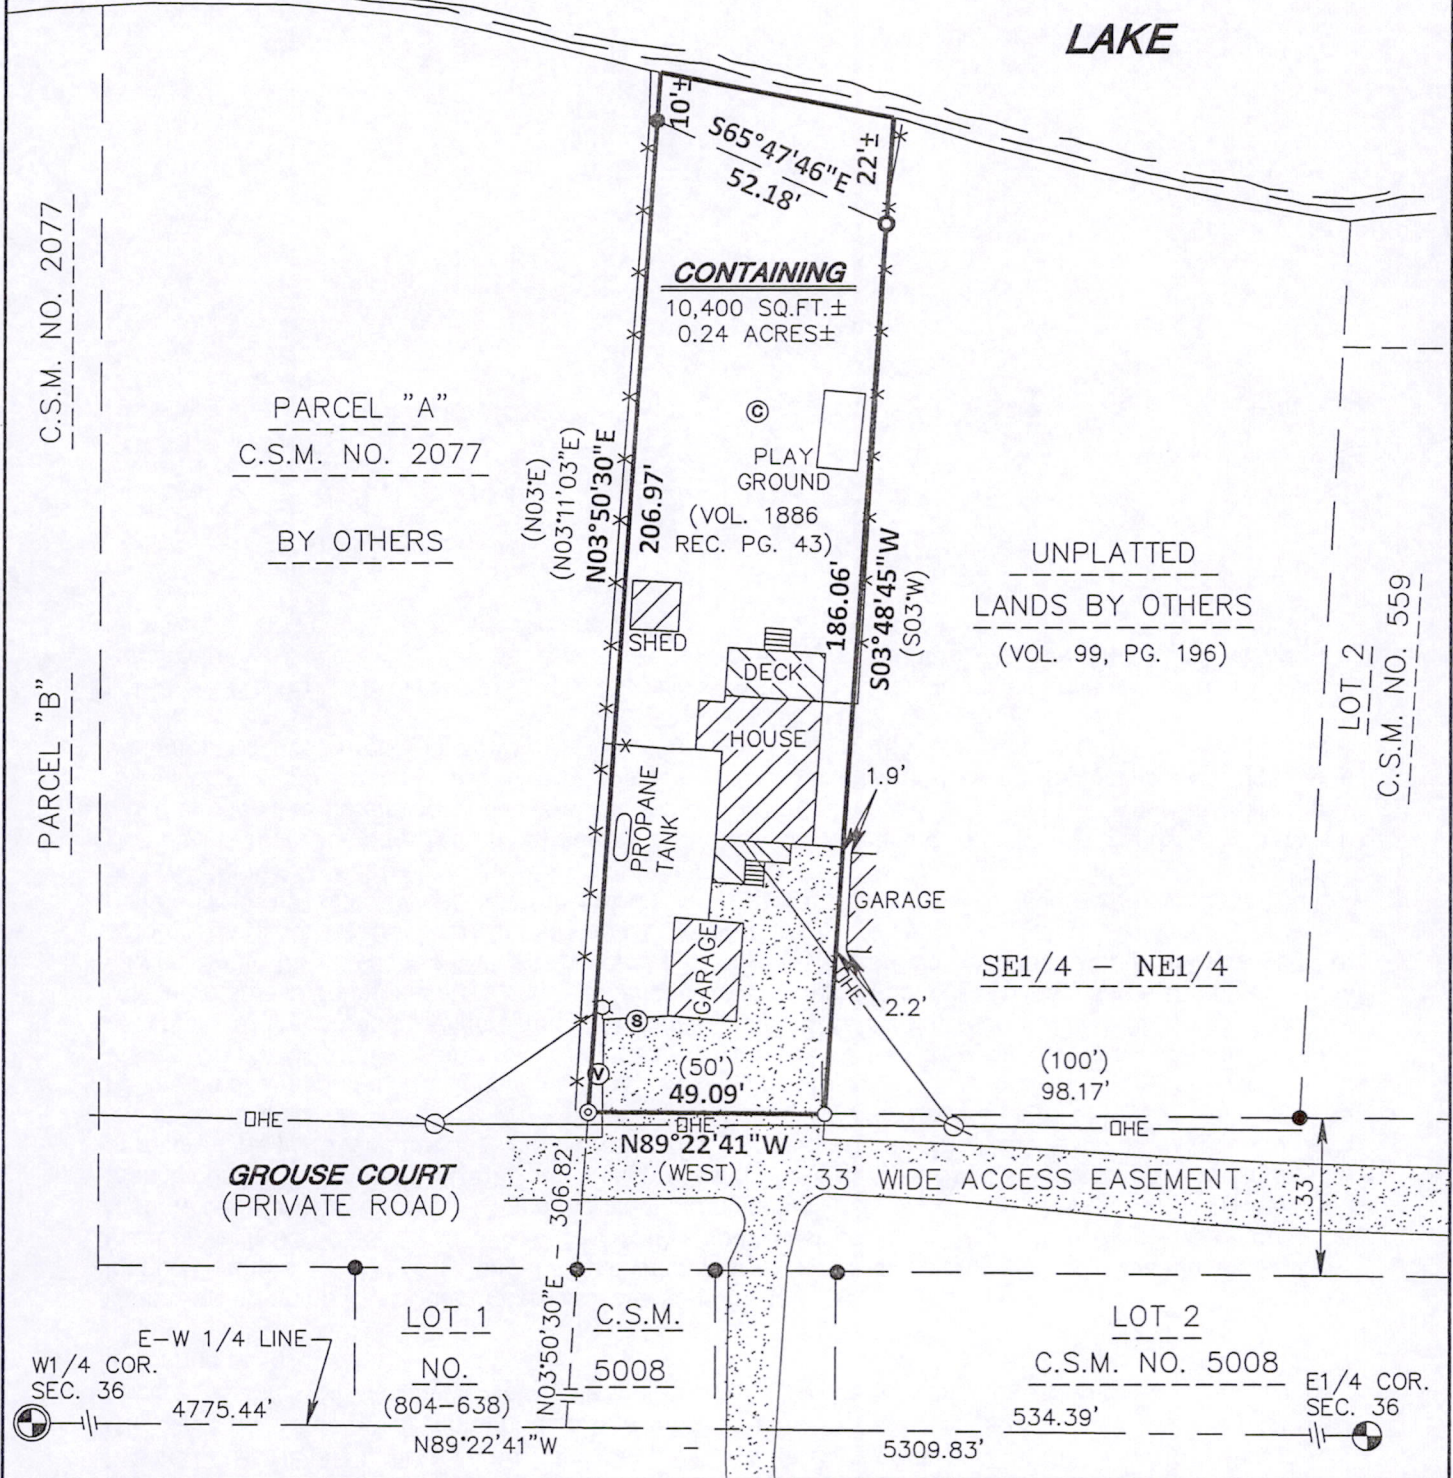 LAKE
10'±
S65°47'46"E
52.18'
22'±
CONTAINING
10,400 SQ.FT.±
0.24 ACRES±
C.S.M. NO. 2077
PARCEL "B"
PARCEL "A"
C.S.M. NO. 2077
BY OTHERS
(N03°E)
(N03°11'03"E)
N03°50'30"E
206.97'
C
PLAY
GROUND
(VOL. 1886
REC. PG. 43)
186.06'
S03°48'45"W
(S03°W)
UNPLATTED
LANDS BY OTHERS
(VOL. 99, PG. 196)
LOT 2
C.S.M. NO. 559
SHED
DECK
HOUSE
1.9'
PROPANE
TANK
GARAGE
GARAGE
OHE
2.2'
SE1/4 - NE1/4
S
V
(50')
49.09'
(100')
98.17'
OHE
OHE
OHE
N89°22'41"W
(WEST)
GROUSE COURT
(PRIVATE ROAD)
33' WIDE ACCESS EASEMENT
33'
N03°50'30"E - 306.82'
LOT 1
C.S.M.
NO.
5008
(804-638)
LOT 2
C.S.M. NO. 5008
E-W 1/4 LINE
W1/4 COR.
SEC. 36
4775.44'
N89°22'41"W
-
5309.83'
534.39'
E1/4 COR.
SEC. 36